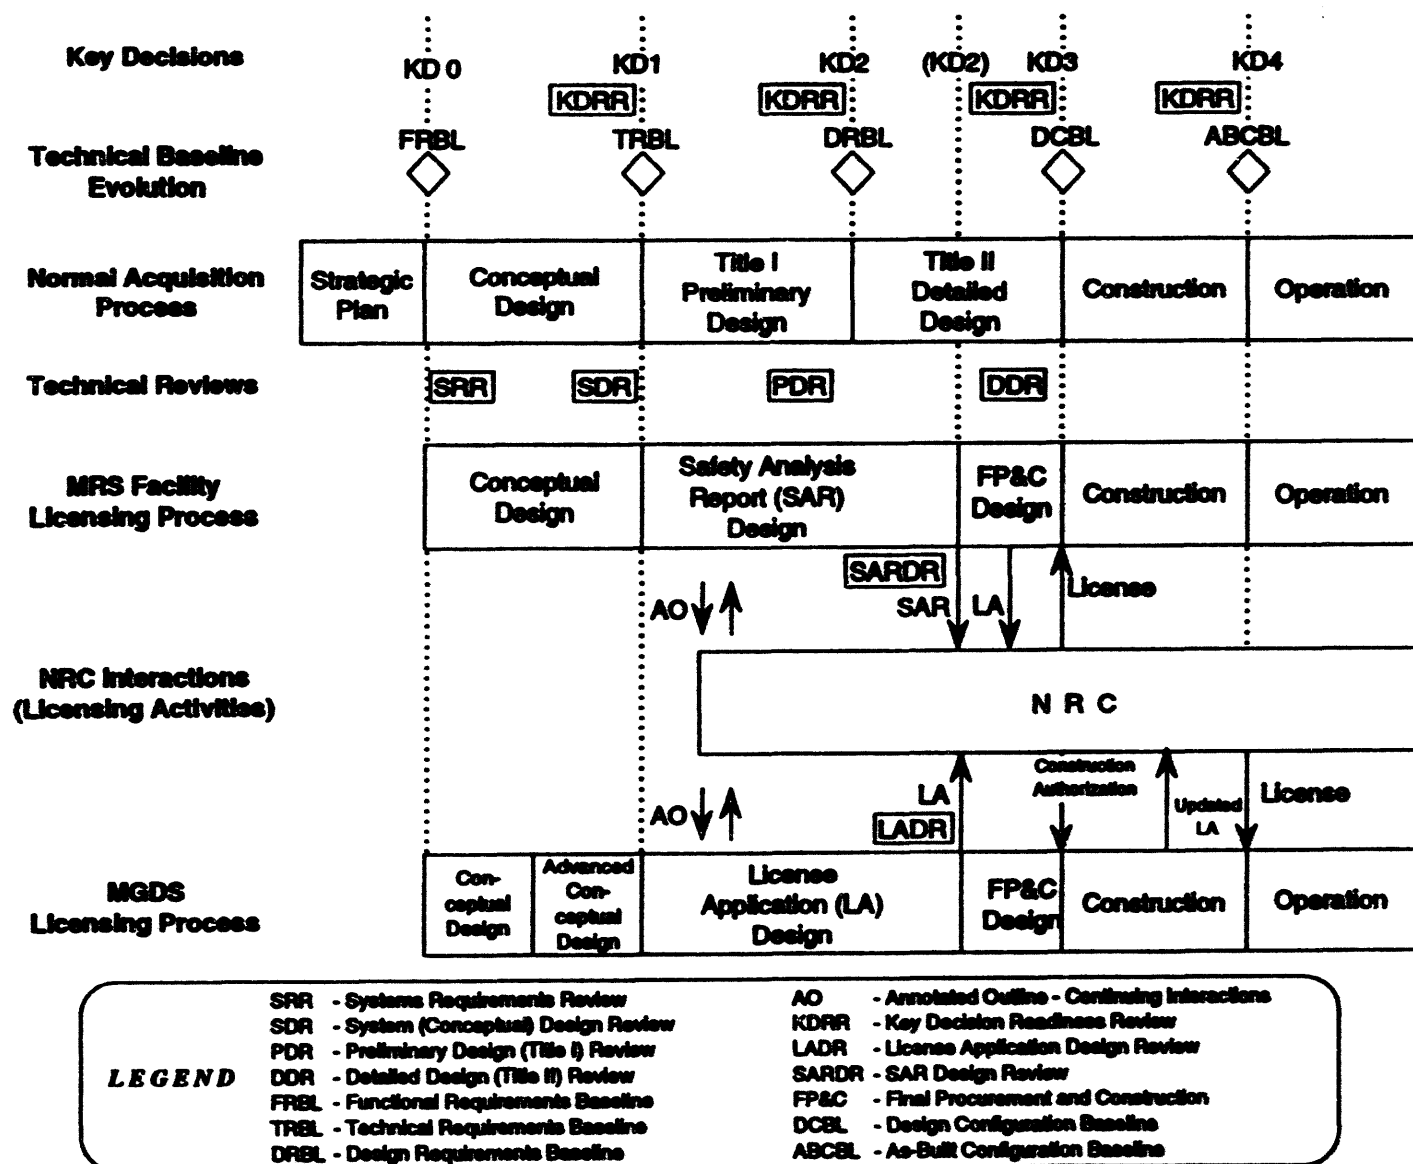 Key Decisions
KD 0
KD1
KD2
(KD2)
KD3
KD4
KDRR
KDRR
KDRR
KDRR
Technical Baseline
Evolution
FRBL
TRBL
DRBL
DCBL
ABCBL
Normal Acquisition
Process
Strategic
Plan
Conceptual
Design
Title I
Preliminary
Design
Title II
Detailed
Design
Construction
Operation
Technical Reviews
SRR
SDR
PDR
DDR
MRS Facility
Licensing Process
Conceptual
Design
Safety Analysis
Report (SAR)
Design
FP&C
Design
Construction
Operation
SARDR
AO
SAR
LA
License
NRC Interactions
(Licensing Activities)
N R C
AO
LA
LADR
Construction
Authorization
Updated
LA
License
MGDS
Licensing Process
Con-
ceptual
Design
Advanced
Con-
ceptual
Design
License
Application (LA)
Design
FP&C
Design
Construction
Operation
LEGEND
SRR - Systems Requirements Review
SDR - System (Conceptual) Design Review
PDR - Preliminary Design (Title I) Review
DDR - Detailed Design (Title II) Review
FRBL - Functional Requirements Baseline
TRBL - Technical Requirements Baseline
DRBL - Design Requirements Baseline
AO - Annotated Outline - Continuing Interactions
KDRR - Key Decision Readiness Review
LADR - License Application Design Review
SARDR - SAR Design Review
FP&C - Final Procurement and Construction
DCBL - Design Configuration Baseline
ABCBL - As-Built Configuration Baseline